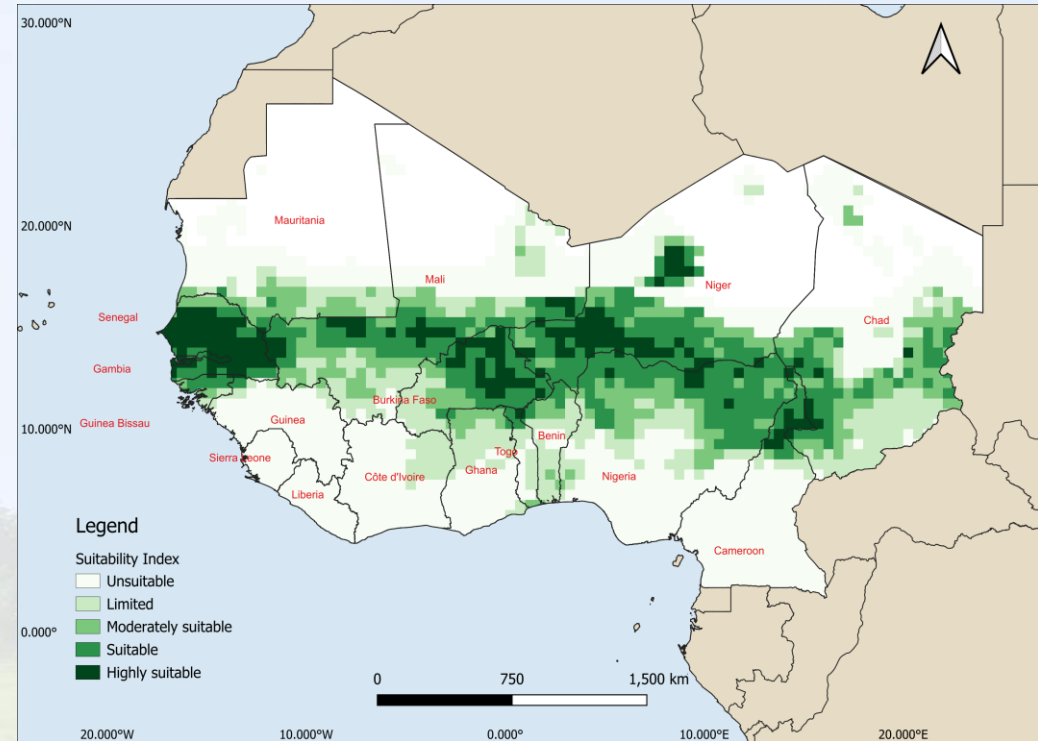 30.000°N
20.000°N
10.000°N
0.000°
Mauritania
Mali
Niger
Chad
Senegal
Gambia
Guinea Bissau
Burkina Faso
Guinea
Benin
Sierra Leone
Togo
Côte d'Ivoire
Ghana
Nigeria
Liberia
Cameroon
Legend
Suitability Index
Unsuitable
Limited
Moderately suitable
Suitable
Highly suitable
0 750 1,500 km
20.000°W 10.000°W 0.000° 10.000°E 20.000°E